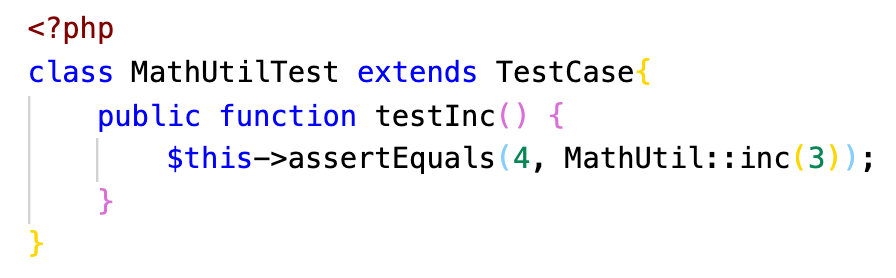 <?php
class MathUtilTest extends TestCase{
    public function testInc() {
        $this->assertEquals(4, MathUtil::inc(3));
    }
}